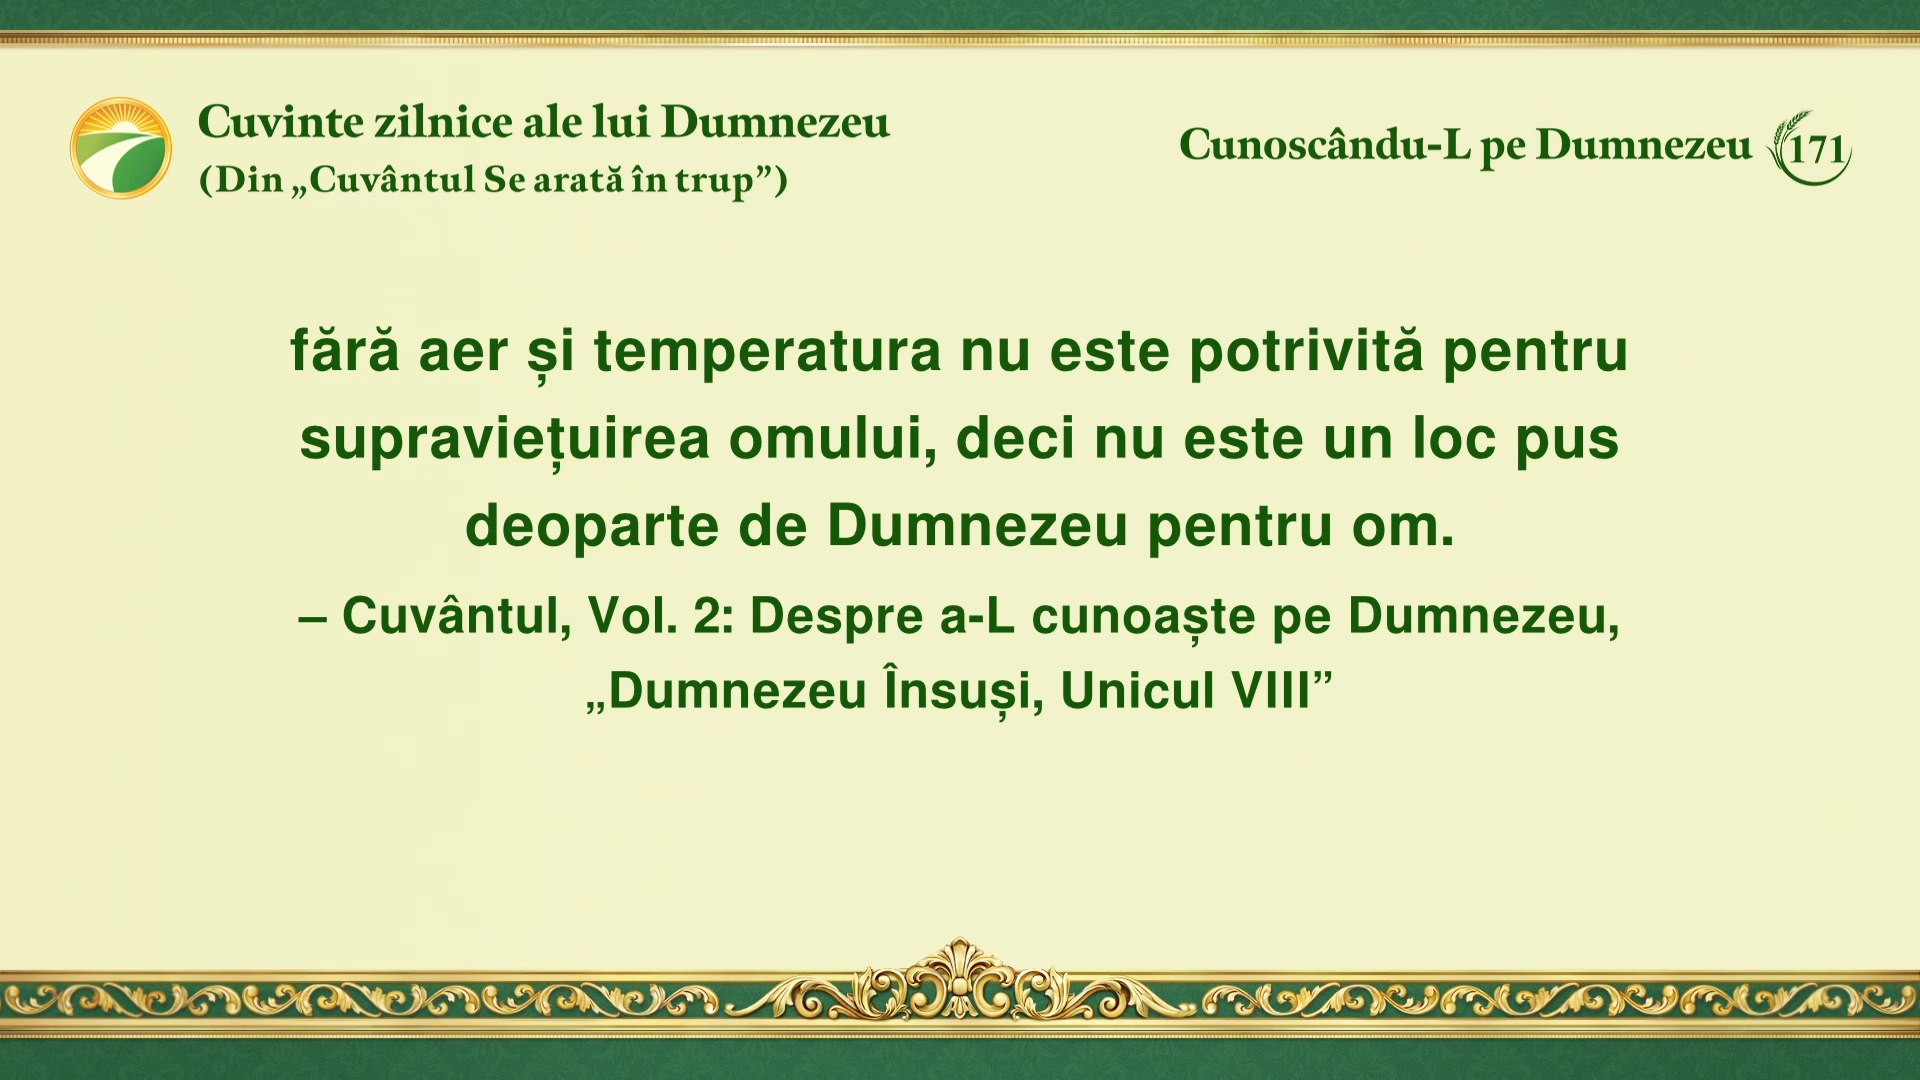 Cuvinte zilnice ale lui Dumnezeu
(Din „Cuvântul Se arată în trup”)
Cunoscându-L pe Dumnezeu 171
fără aer și temperatura nu este potrivită pentru
supraviețuirea omului, deci nu este un loc pus
deoparte de Dumnezeu pentru om.
– Cuvântul, Vol. 2: Despre a-L cunoaște pe Dumnezeu,
„Dumnezeu Însuși, Unicul VIII”